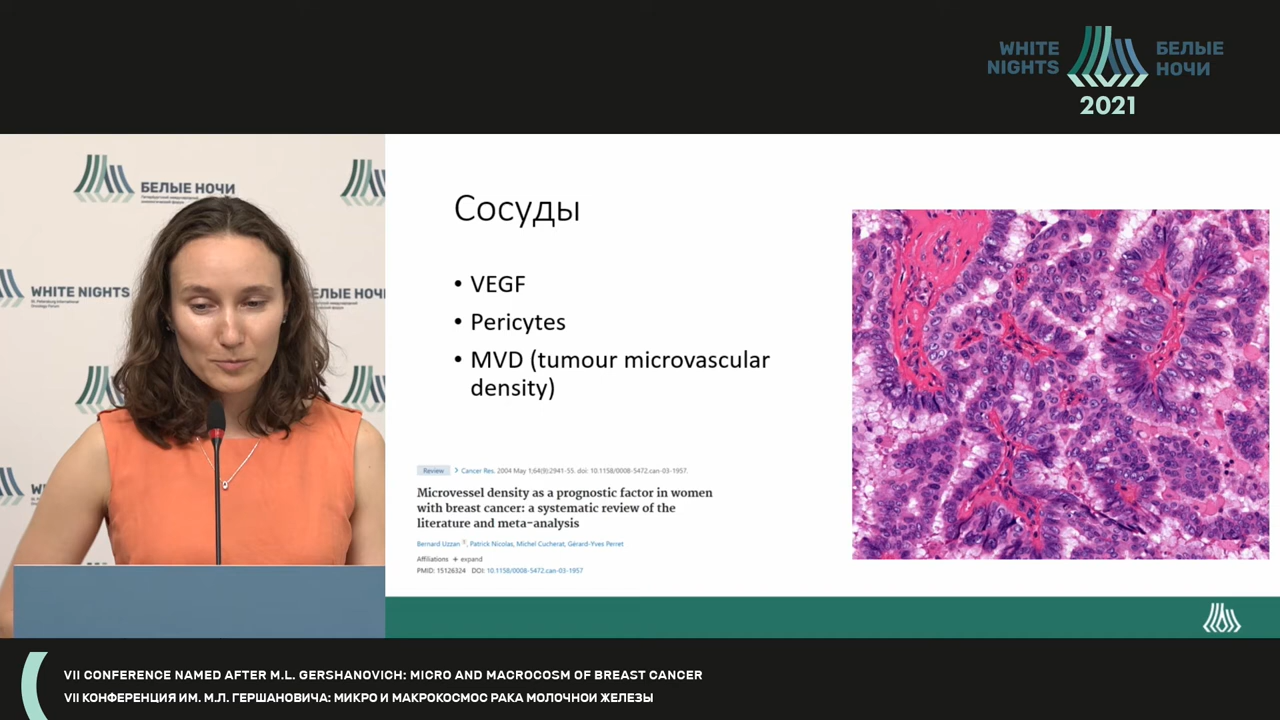 WHITE
NIGHTS
БЕЛЫЕ
НОЧИ
2021
БЕЛЫЕ НОЧИ
WHITE NIGHTS
ЕЛЫЕ НОЧИ
Сосуды
• VEGF
• Pericytes
• MVD (tumour microvascular
density)
Review > Cancer Res. 2004 May 1;64(9):2941-55. doi: 10.1158/0008-5472.can-03-1957.
Microvessel density as a prognostic factor in women
with breast cancer: a systematic review of the
literature and meta-analysis
Bernard Uzzan, Patrick Nicolas, Michel Cucherat, Gérard-Yves Perret
Affiliations + expand
PMID: 15126324 DOI: 10.1158/0008-5472.can-03-1957
VII CONFERENCE NAMED AFTER M.L. GERSHANOVICH: MICRO AND MACROCOSM OF BREAST CANCER
VII КОНФЕРЕНЦИЯ ИМ. М.Л. ГЕРШАНОВИЧА: МИКРО И МАКРОКОСМОС РАКА МОЛОЧНОЙ ЖЕЛЕЗЫ